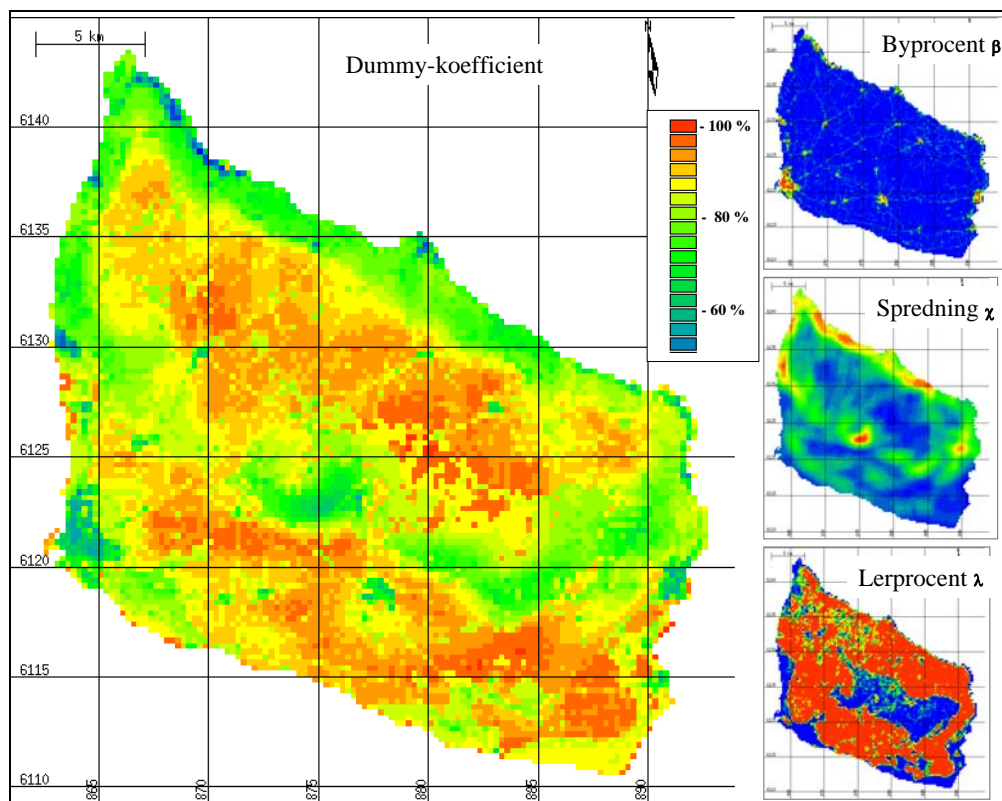 5 km
Dummy-koefficient
N
- 100 %
- 80 %
- 60 %
6140
6135
6130
6125
6120
6115
6110
865
870
875
880
885
890
Byprocent β
Spredning χ
Lerprocent λ